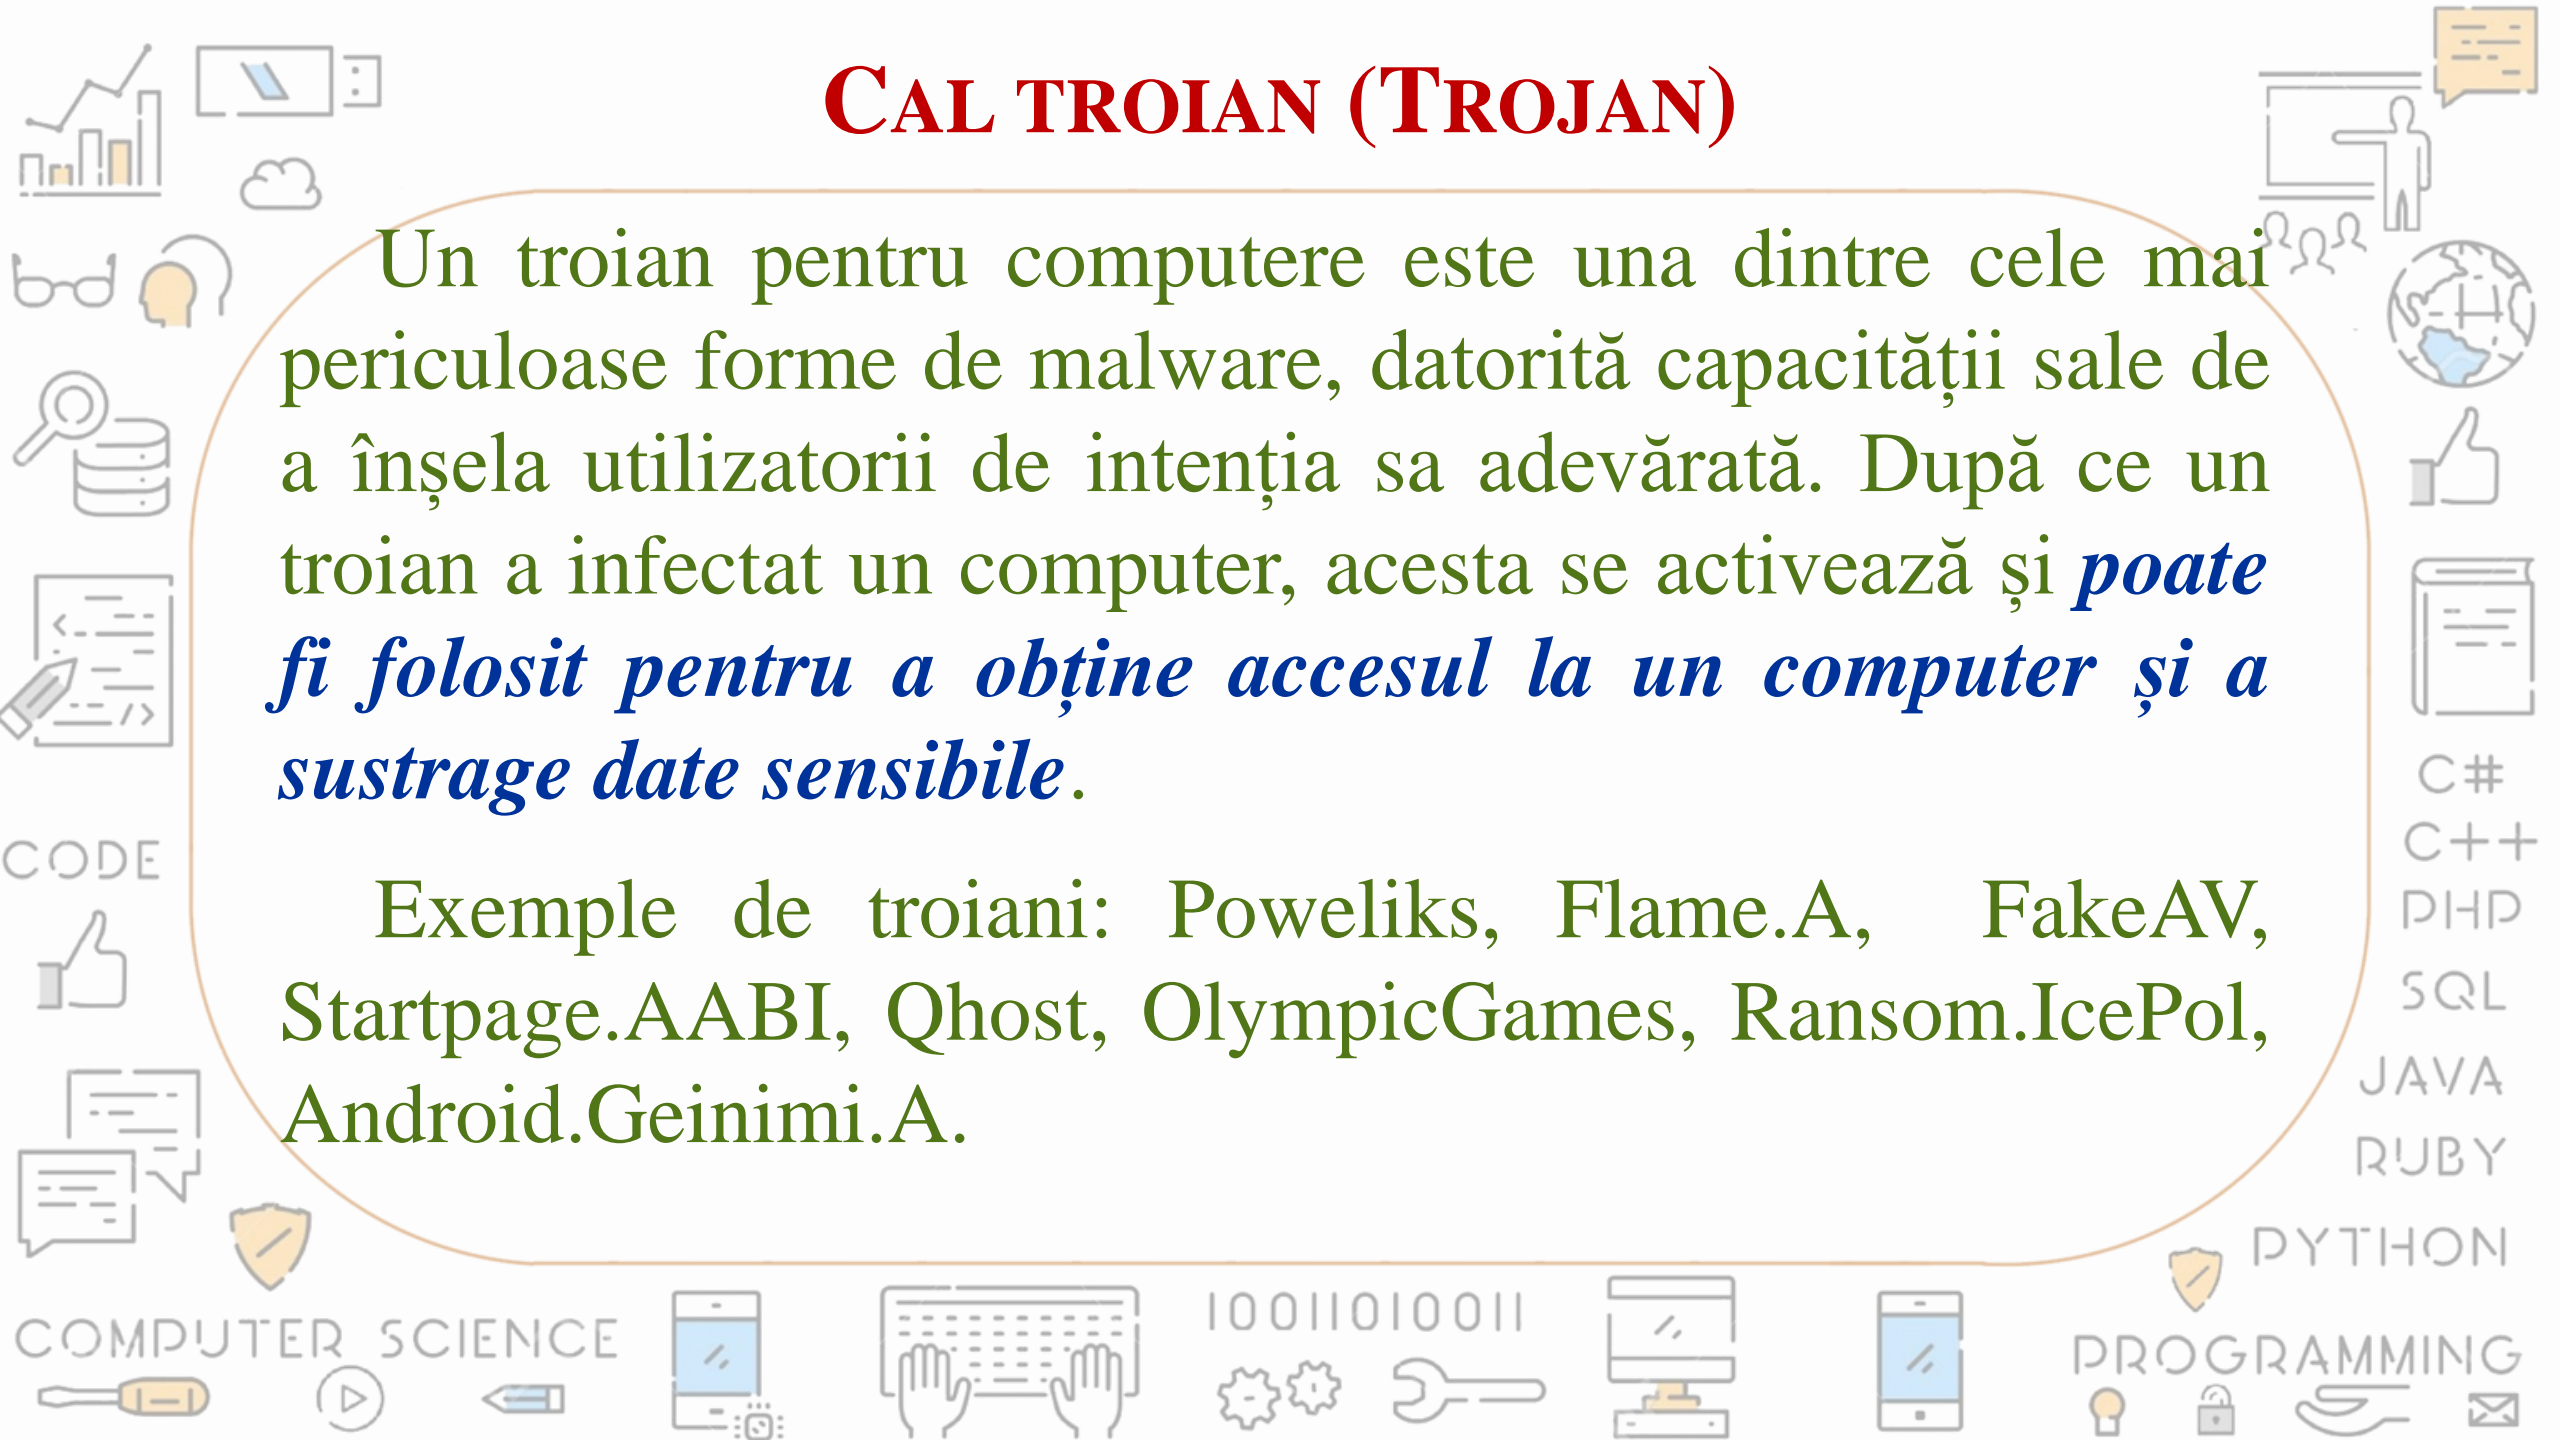 CAL TROIAN (TROJAN)
Un troian pentru computere este una dintre cele mai
periculoase forme de malware, datorită capacității sale de
a înșela utilizatorii de intenția sa adevărată. După ce un
troian a infectat un computer, acesta se activează și poate
fi folosit pentru a obține accesul la un computer și a
sustrage date sensibile.
Exemple de troiani: Poweliks, Flame.A, FakeAV,
Startpage.AABI, Qhost, OlympicGames, Ransom.IcePol,
Android.Geinimi.A.
CODE
C#
C++
PHP
SQL
JAVA
RUBY
PYTHON
COMPUTER SCIENCE
10011010011
PROGRAMMING